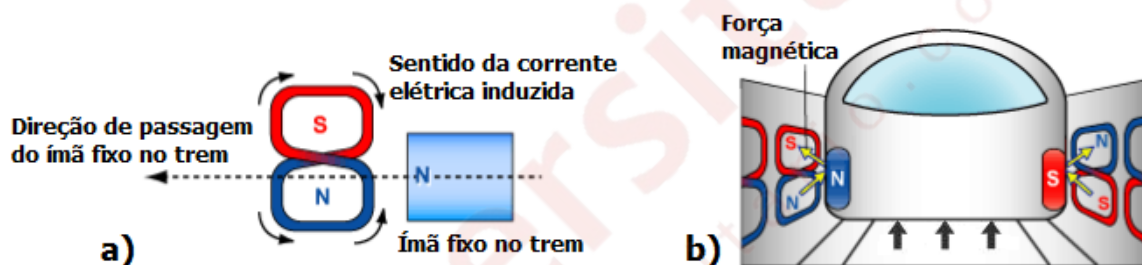 Direção de passagem
do ímã fixo no trem
S
N
Sentido da corrente
elétrica induzida
N
Ímã fixo no trem
a)
Força
magnética
S
N
N
S
N
S
b)